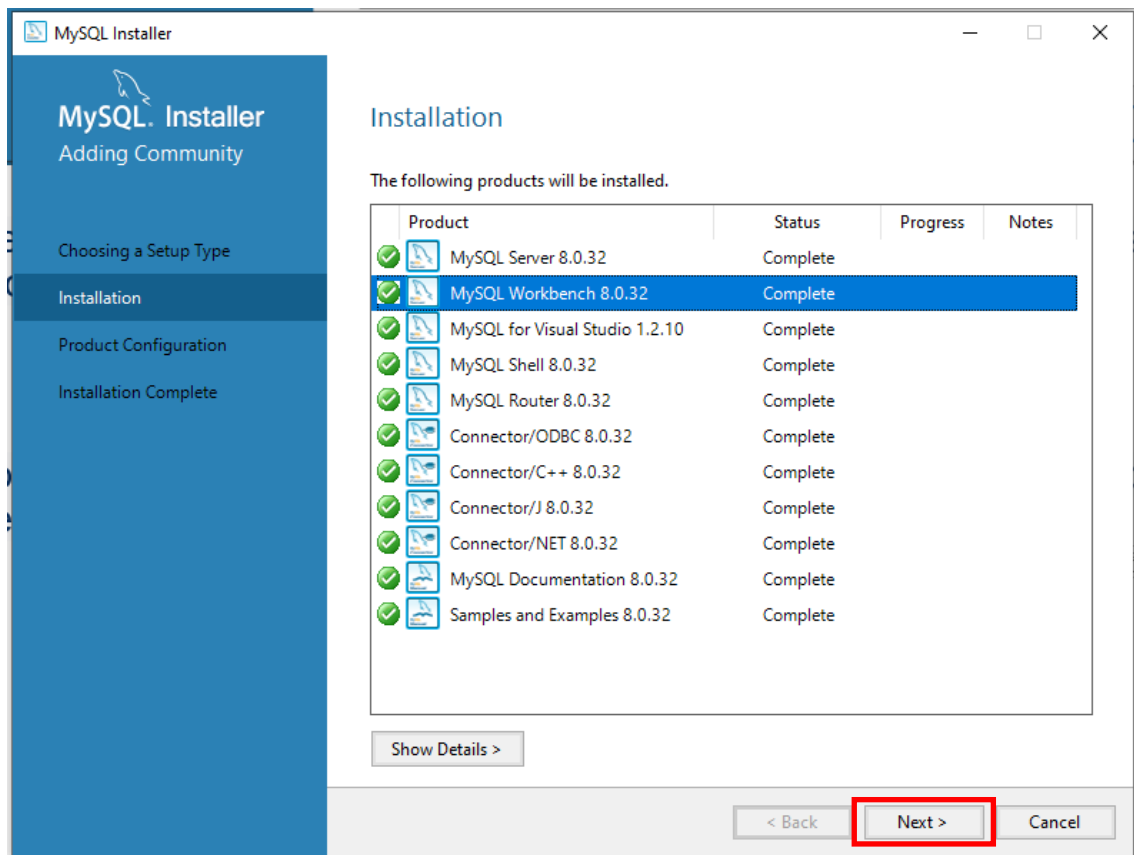 MySQL Installer
MySQL. Installer
Adding Community
Choosing a Setup Type
Installation
Product Configuration
Installation Complete
Installation
The following products will be installed.
Product Status Progress Notes
MySQL Server 8.0.32 Complete
MySQL Workbench 8.0.32 Complete
MySQL for Visual Studio 1.2.10 Complete
MySQL Shell 8.0.32 Complete
MySQL Router 8.0.32 Complete
Connector/ODBC 8.0.32 Complete
Connector/C++ 8.0.32 Complete
Connector/J 8.0.32 Complete
Connector/NET 8.0.32 Complete
MySQL Documentation 8.0.32 Complete
Samples and Examples 8.0.32 Complete
Show Details >
< Back Next > Cancel